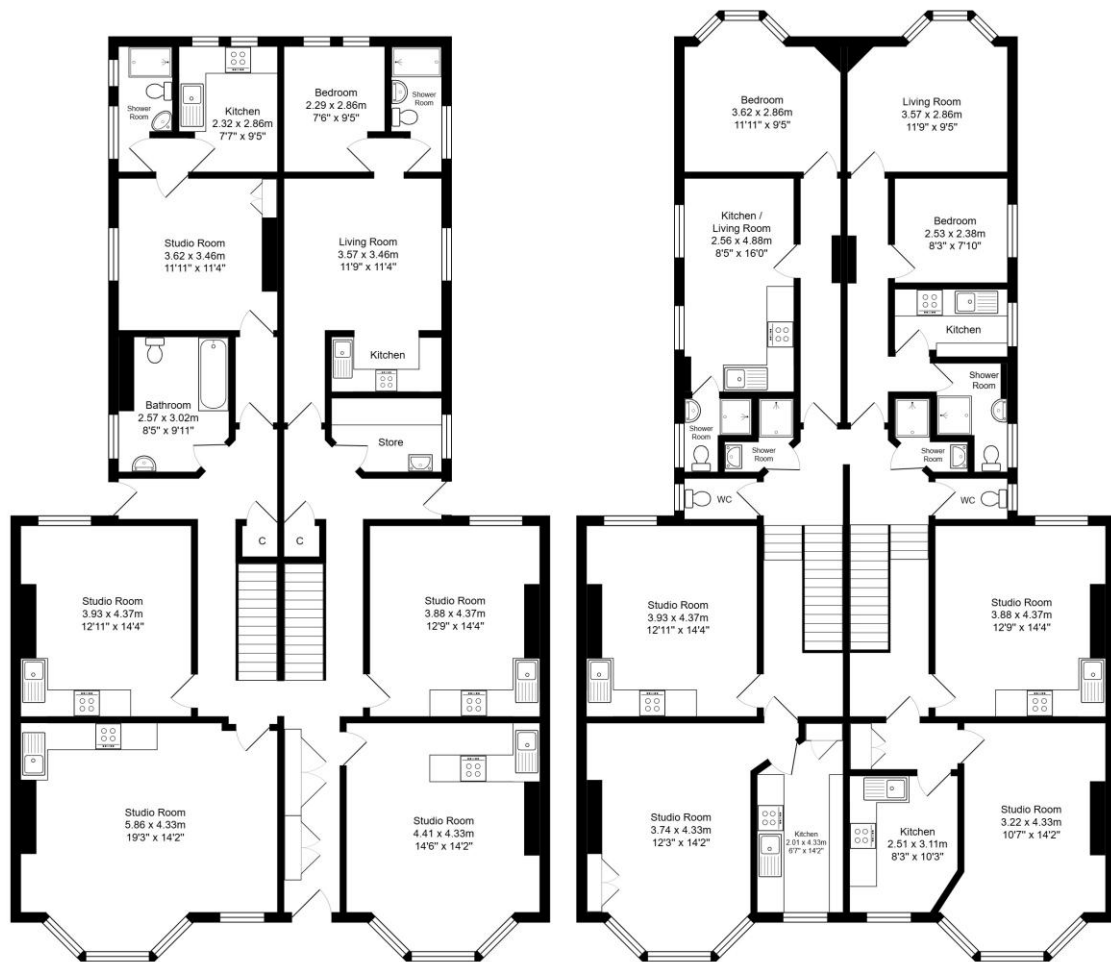 Shower
Room
Kitchen
2.32 x 2.86m
7'7" x 9'5"
Bedroom
2.29 x 2.86m
7'6" x 9'5"
Shower
Room
Studio Room
3.62 x 3.46m
11'11" x 11'4"
Living Room
3.57 x 3.46m
11'9" x 11'4"
Kitchen
Bathroom
2.57 x 3.02m
8'5" x 9'11"
Store
C
C
Studio Room
3.93 x 4.37m
12'11" x 14'4"
Studio Room
3.88 x 4.37m
12'9" x 14'4"
Studio Room
5.86 x 4.33m
19'3" x 14'2"
Studio Room
4.41 x 4.33m
14'6" x 14'2"
Bedroom
3.62 x 2.86m
11'11" x 9'5"
Living Room
3.57 x 2.86m
11'9" x 9'5"
Kitchen /
Living Room
2.56 x 4.88m
8'5" x 16'0"
Bedroom
2.53 x 2.38m
8'3" x 7'10"
Kitchen
Shower
Room
Shower
Room
Shower
Room
Shower
Room
WC
WC
Studio Room
3.93 x 4.37m
12'11" x 14'4"
Studio Room
3.88 x 4.37m
12'9" x 14'4"
Studio Room
3.74 x 4.33m
12'3" x 14'2"
Kitchen
2.01 x 4.33m
6'7" x 14'2"
Kitchen
2.51 x 3.11m
8'3" x 10'3"
Studio Room
3.22 x 4.33m
10'7" x 14'2"